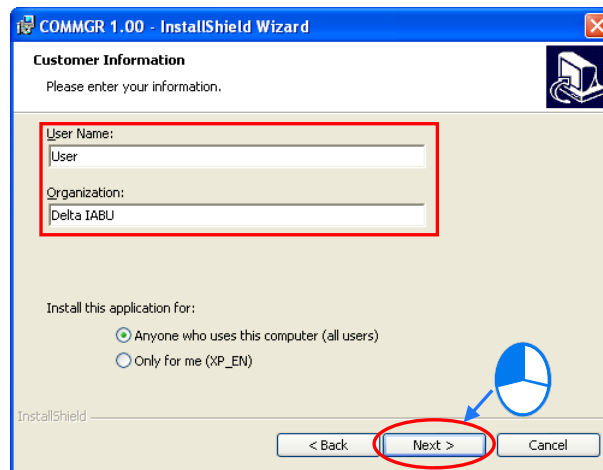 COMMGR 1.00 - InstallShield Wizard
Customer Information
Please enter your information.
User Name:
User
Organization:
Delta IABU
Install this application for:
Anyone who uses this computer (all users)
Only for me (XP_EN)
InstallShield
< Back
Next >
Cancel